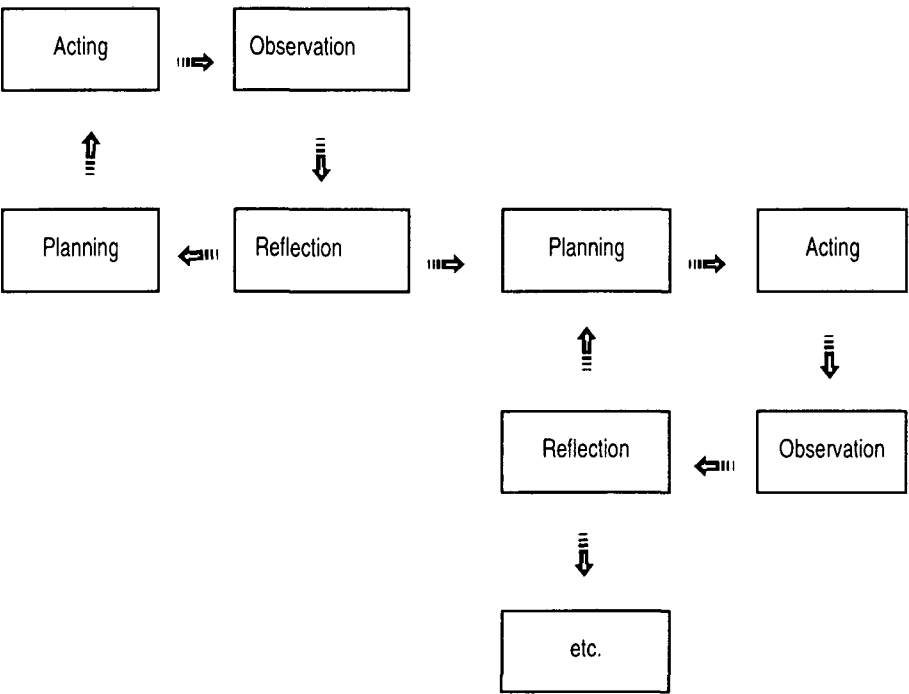 Acting
Observation
Planning
Reflection
Planning
Acting
Reflection
Observation
etc.